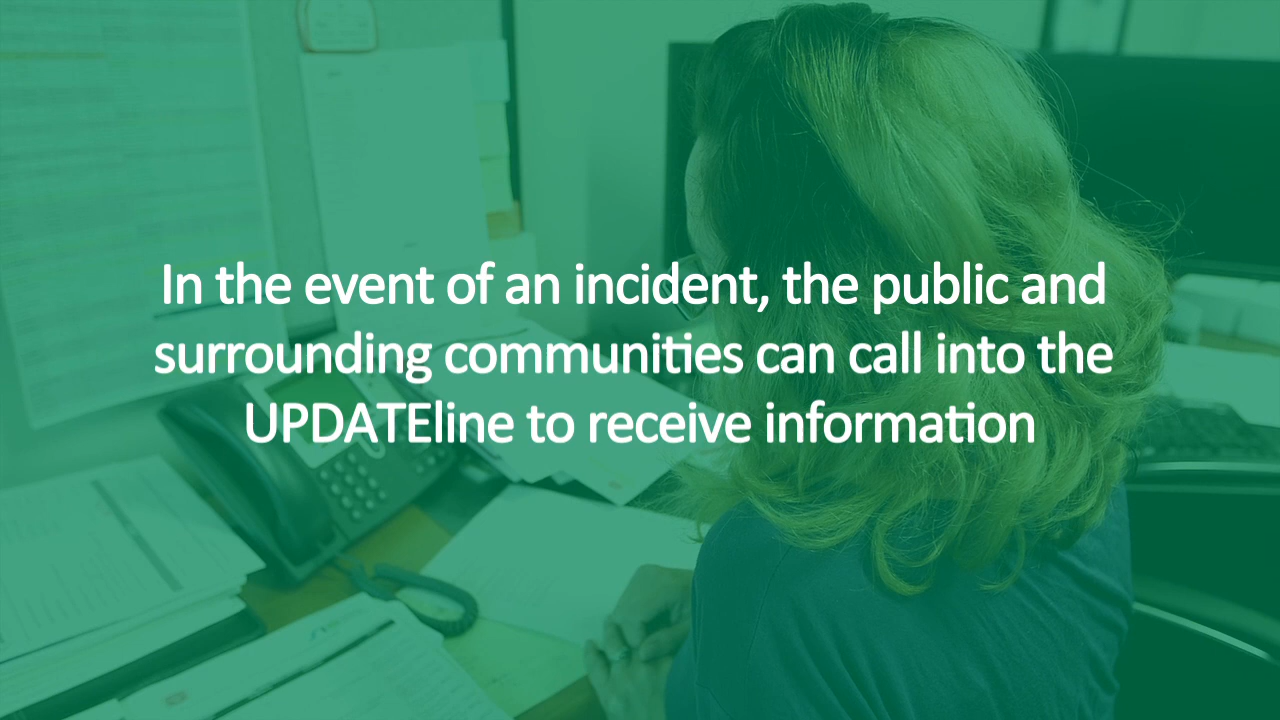 In the event of an incident, the public and
surrounding communities can call into the
UPDATEline to receive information